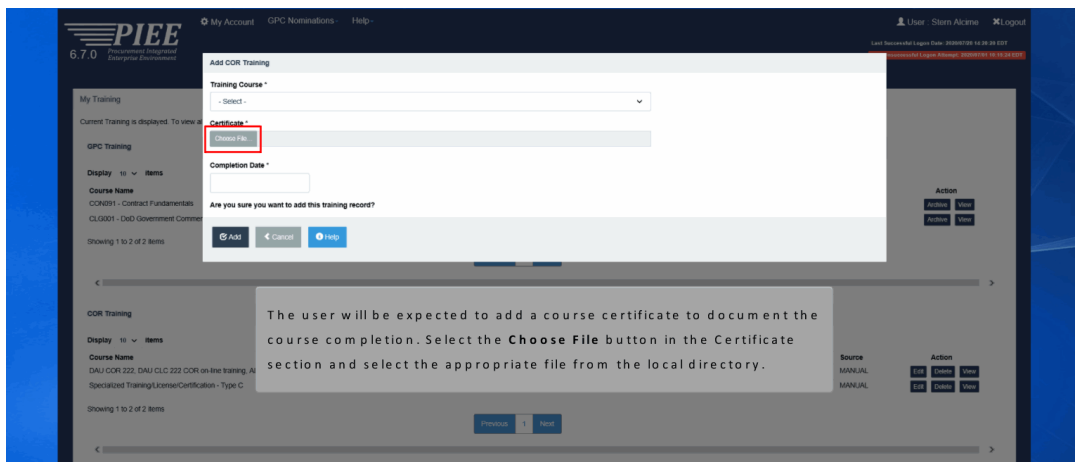 My Account GPC Nominations Help
User : Stern Alcime Logout
PIEE
6.7.0 Procurement Integrated
Enterprise Environment
Add COR Training
Training Course *
- Select -
My Training
Current Training is displayed. To view
Certificate *
Choose File...
GPC Training
Completion Date *
Display 10 items
Course Name Action
CON091 - Contract Fundamentals Archive View
Are you sure you want to add this training record?
CLG001 - DoD Government Archive View
Add Cancel Help
Showing 1 to 2 of 2 items
COR Training
The user will be expected to add a course certificate to document the
course completion. Select the Choose File button in the Certificate
section and select the appropriate file from the local directory.
Display 10 items
Course Name Source Action
DAU COR 222, DAU CLC 222 COR on-line training, MANUAL Edit Delete View
Specialized Training/License/Certification - Type C MANUAL Edit Delete View
Showing 1 to 2 of 2 items
Previous 1 Next